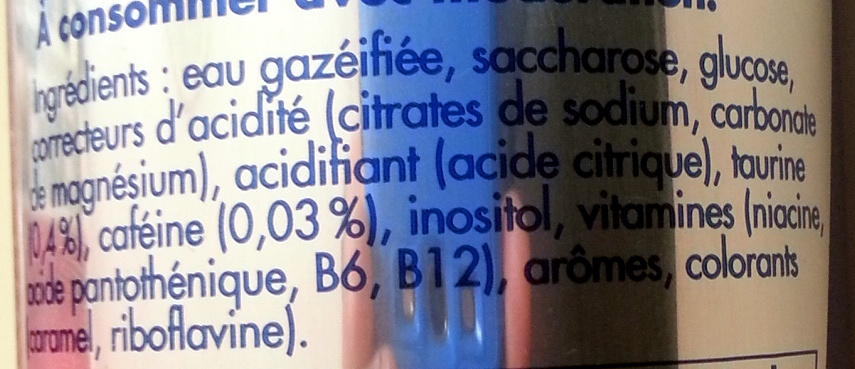 À consommer avec modération.
Ingrédients : eau gazéifiée, saccharose, glucose,
correcteurs d'acidité (citrates de sodium, carbonate
de magnésium), acidifiant (acide citrique), taurine
(0,4%), caféine (0,03 %), inositol, vitamines (niacine,
acide pantothénique, B6, B12), arômes, colorants
(caramel, riboflavine).